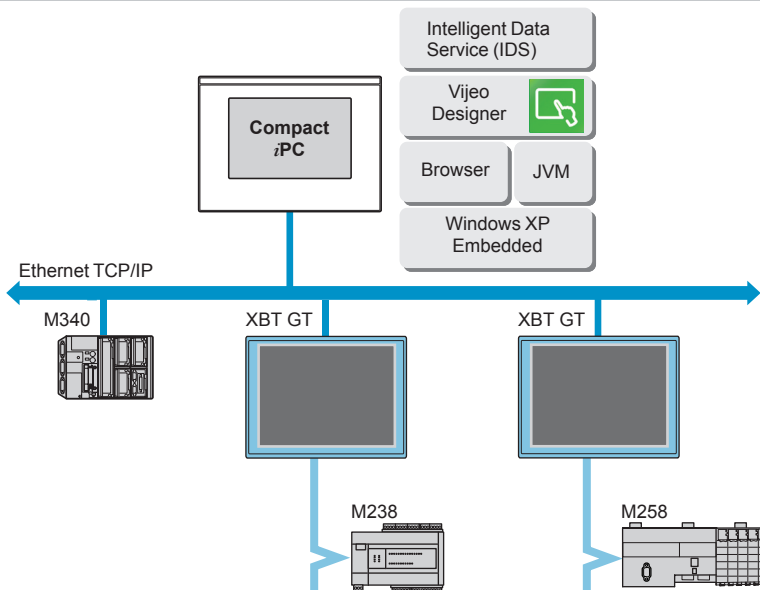 Intelligent Data
Service (IDS)
Vijeo
Designer
Compact
iPC
Browser
JVM
Windows XP
Embedded
Ethernet TCP/IP
M340
XBT GT
XBT GT
M238
M258